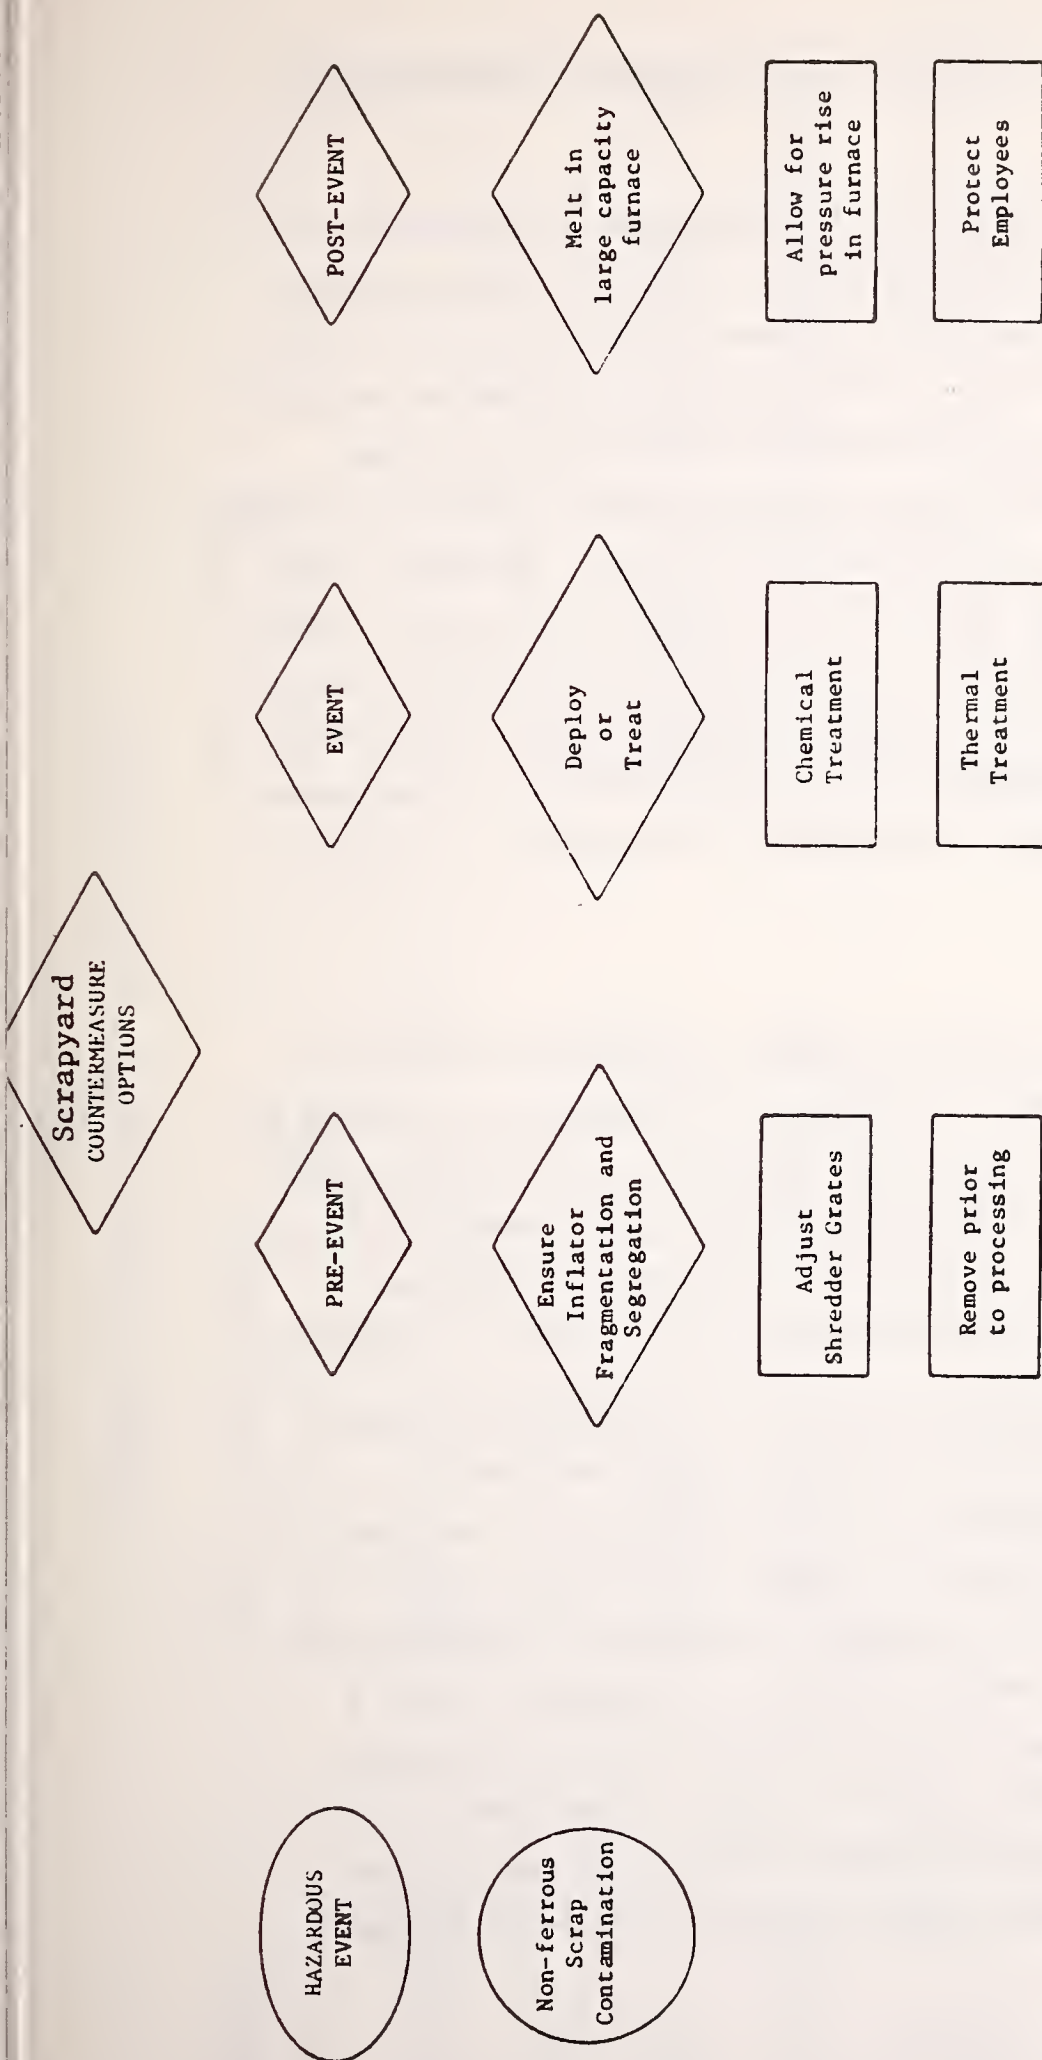 Scrapyard
COUNTERMEASURE
OPTIONS
HAZARDOUS
EVENT
PRE-EVENT
EVENT
POST-EVENT
Non-ferrous
Scrap
Contamination
Ensure
Inflator
Fragmentation and
Segregation
Deploy
or
Treat
Melt in
large capacity
furnace
Adjust
Shredder Grates
Chemical
Treatment
Allow for
pressure rise
in furnace
Remove prior
to processing
Thermal
Treatment
Protect
Employees